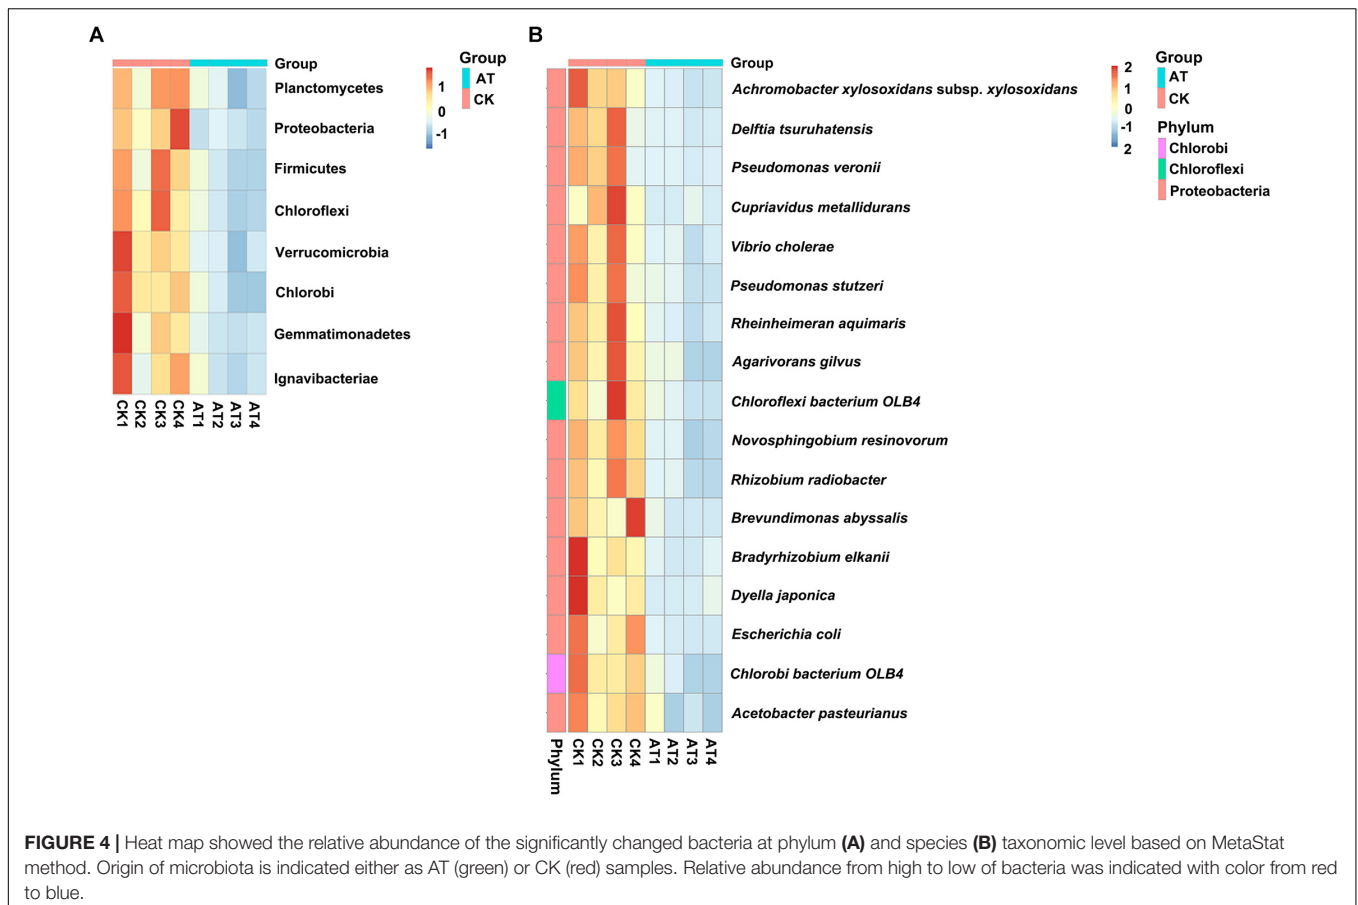 A
Group
Planctomycetes
Proteobacteria
Firmicutes
Chloroflexi
Verrucomicrobia
Chlorobi
Gemmatimonadetes
Ignavibacteriae
CK1 CK2 CK3 CK4 AT1 AT2 AT3 AT4
1
0
-1
Group
AT
CK
B
Group
Achromobacter xylosoxidans subsp. xylosoxidans
Delftia tsuruhatensis
Pseudomonas veronii
Cupriavidus metallidurans
Vibrio cholerae
Pseudomonas stutzeri
Rheinheimeran aquimaris
Agarivorans gilvus
Chloroflexi bacterium OLB4
Novosphingobium resinovorum
Rhizobium radiobacter
Brevundimonas abyssalis
Bradyrhizobium elkanii
Dyella japonica
Escherichia coli
Chlorobi bacterium OLB4
Acetobacter pasteurianus
Phylum CK1 CK2 CK3 CK4 AT1 AT2 AT3 AT4
2
1
0
-1
2
Group
AT
CK
Phylum
Chlorobi
Chloroflexi
Proteobacteria
FIGURE 4 | Heat map showed the relative abundance of the significantly changed bacteria at phylum (A) and species (B) taxonomic level based on MetaStat
method. Origin of microbiota is indicated either as AT (green) or CK (red) samples. Relative abundance from high to low of bacteria was indicated with color from red
to blue.